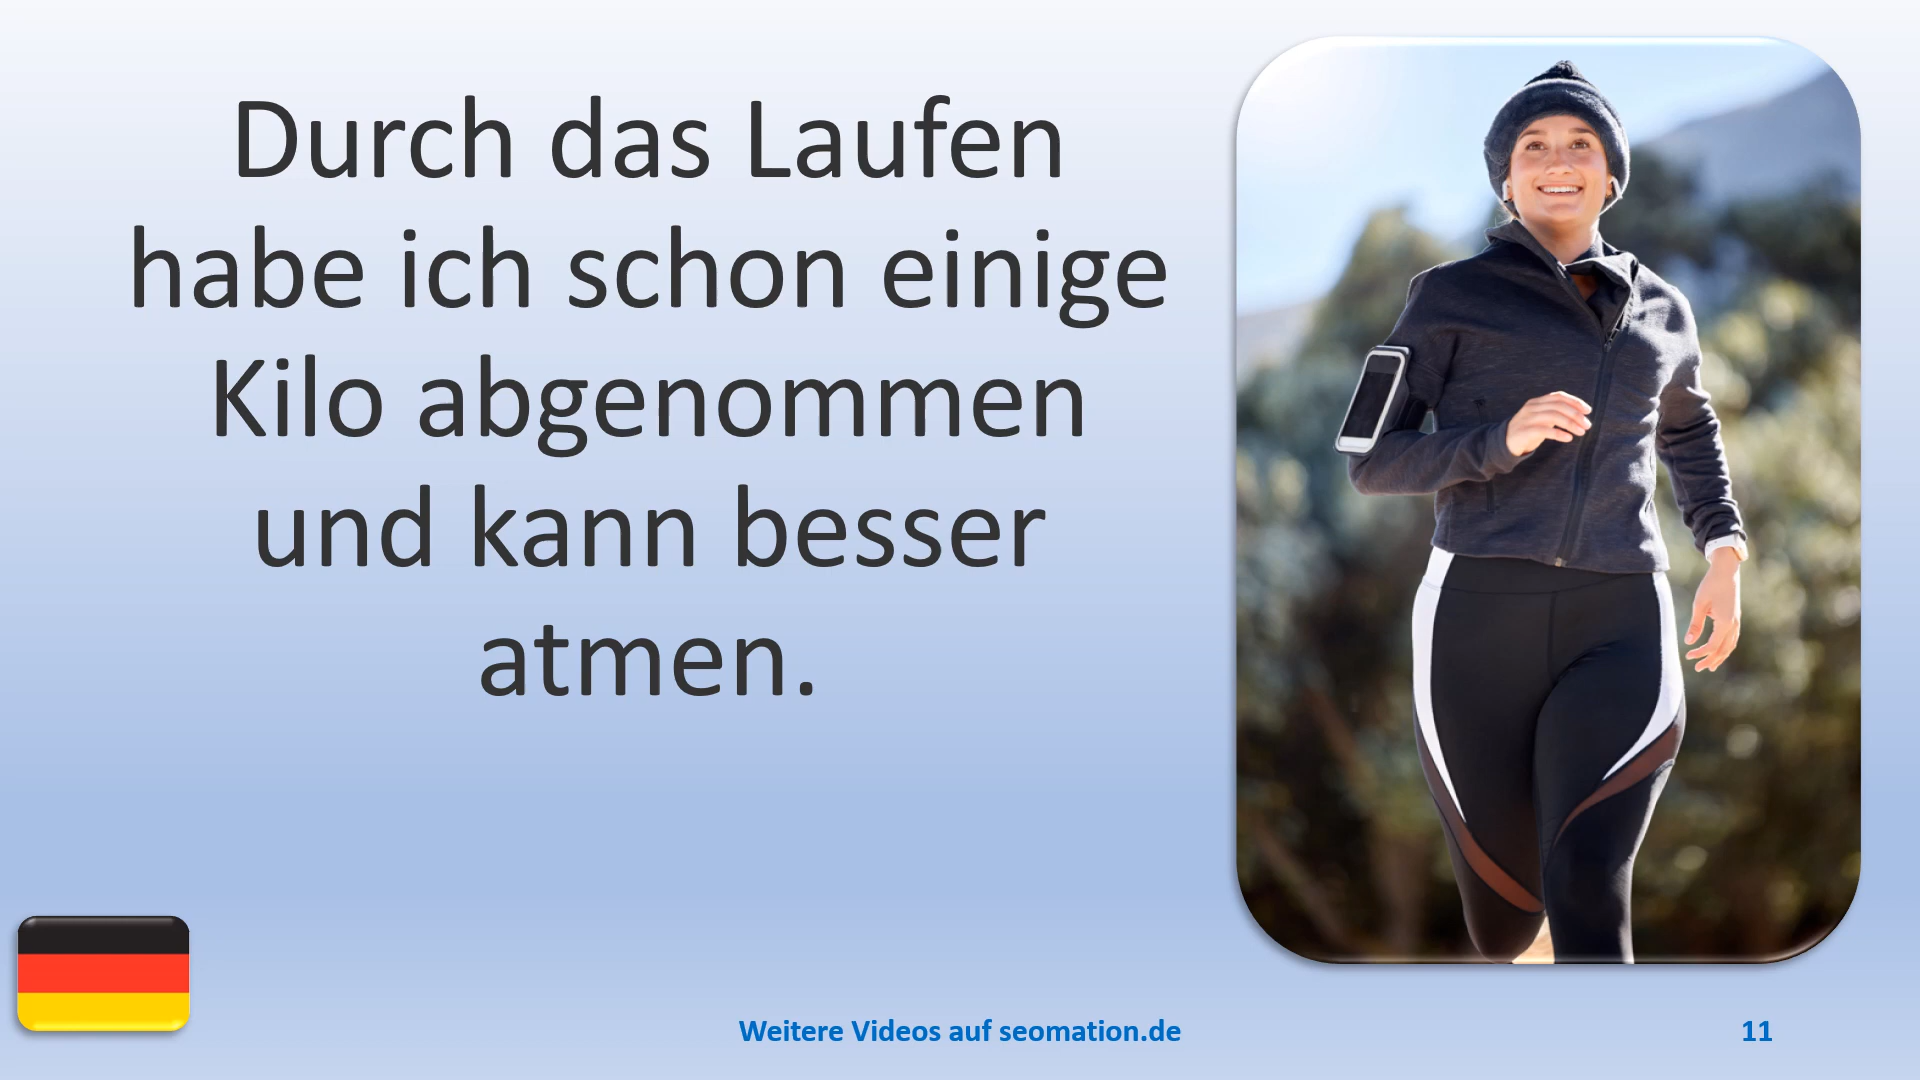 Durch das Laufen
habe ich schon einige
Kilo abgenommen
und kann besser
atmen.
Weitere Videos auf seomation.de
11